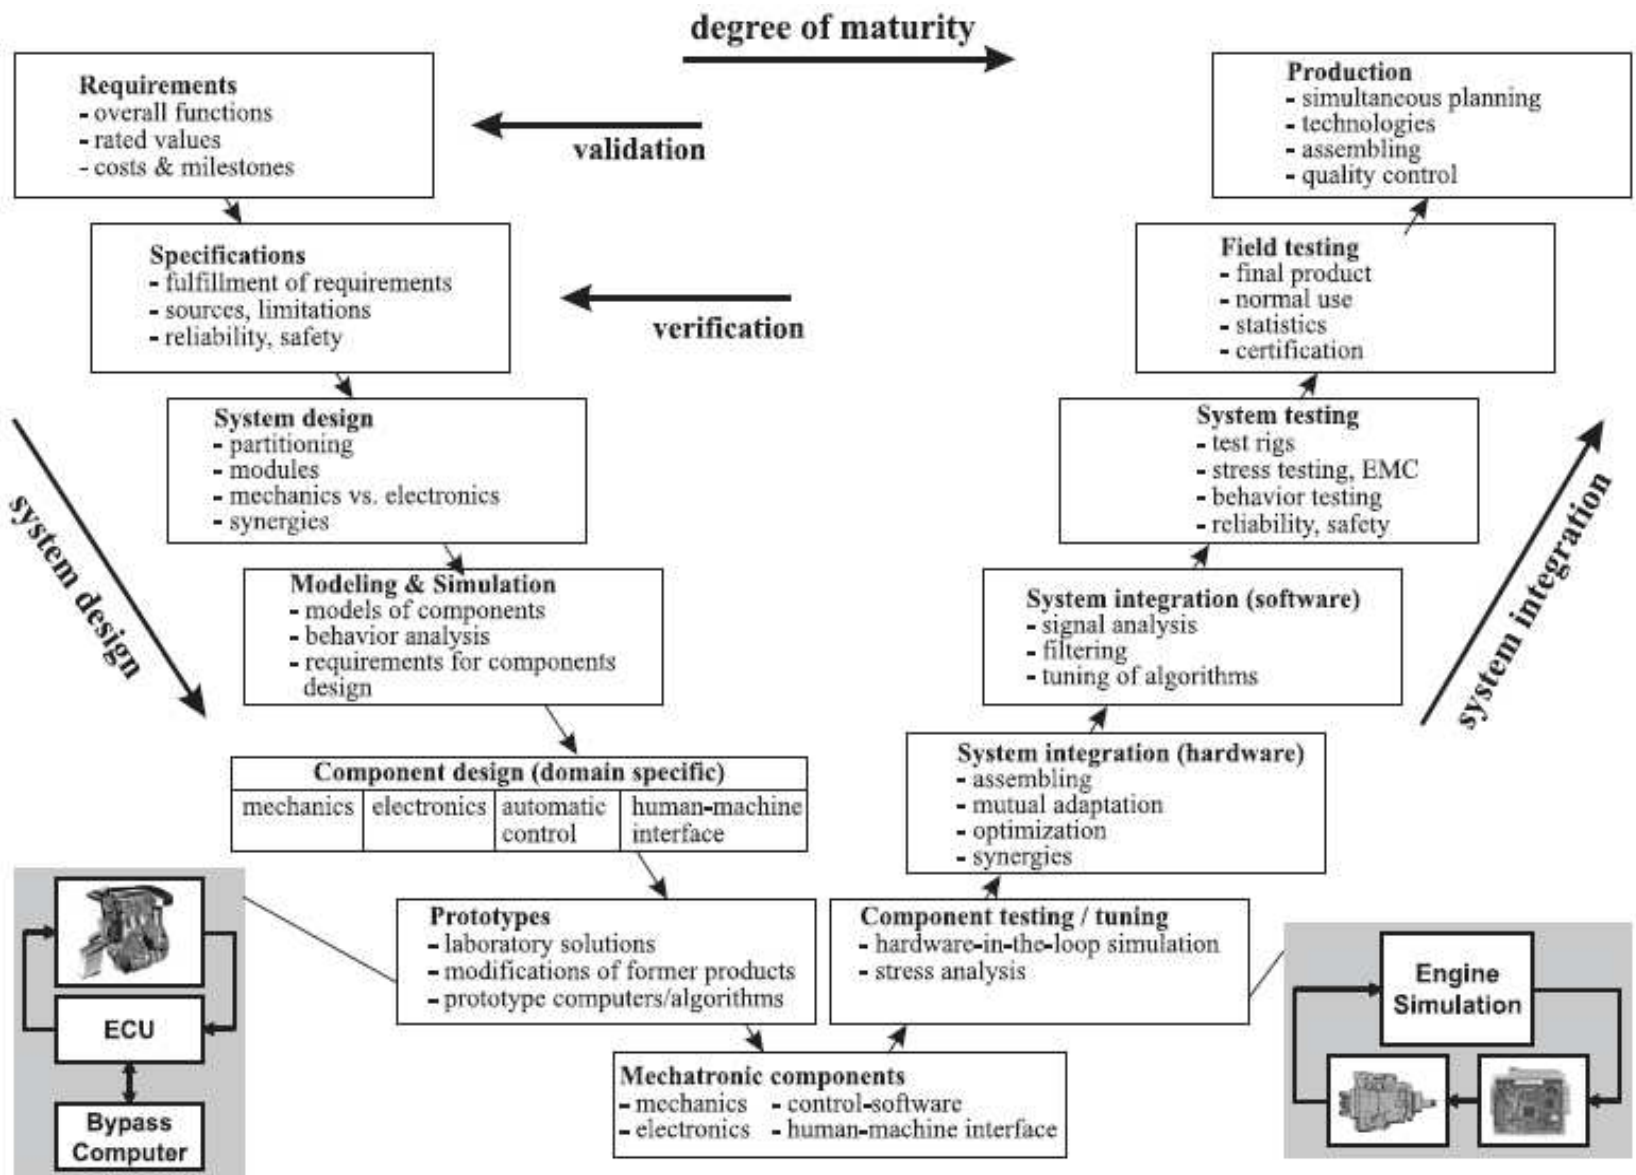 degree of maturity
Requirements
- overall functions
- rated values
- costs & milestones
validation
Production
- simultaneous planning
- technologies
- assembling
- quality control
Specifications
- fulfillment of requirements
- sources, limitations
- reliability, safety
verification
Field testing
- final product
- normal use
- statistics
- certification
System design
- partitioning
- modules
- mechanics vs. electronics
- synergies
System testing
- test rigs
- stress testing, EMC
- behavior testing
- reliability, safety
system design
system integration
Modeling & Simulation
- models of components
- behavior analysis
- requirements for components
design
System integration (software)
- signal analysis
- filtering
- tuning of algorithms
Component design (domain specific)
mechanics
electronics
automatic
control
human-machine
interface
System integration (hardware)
- assembling
- mutual adaptation
- optimization
- synergies
Prototypes
- laboratory solutions
- modifications of former products
- prototype computers/algorithms
Component testing / tuning
- hardware-in-the-loop simulation
- stress analysis
ECU
Bypass
Computer
Engine
Simulation
Mechatronic components
- mechanics - control-software
- electronics - human-machine interface